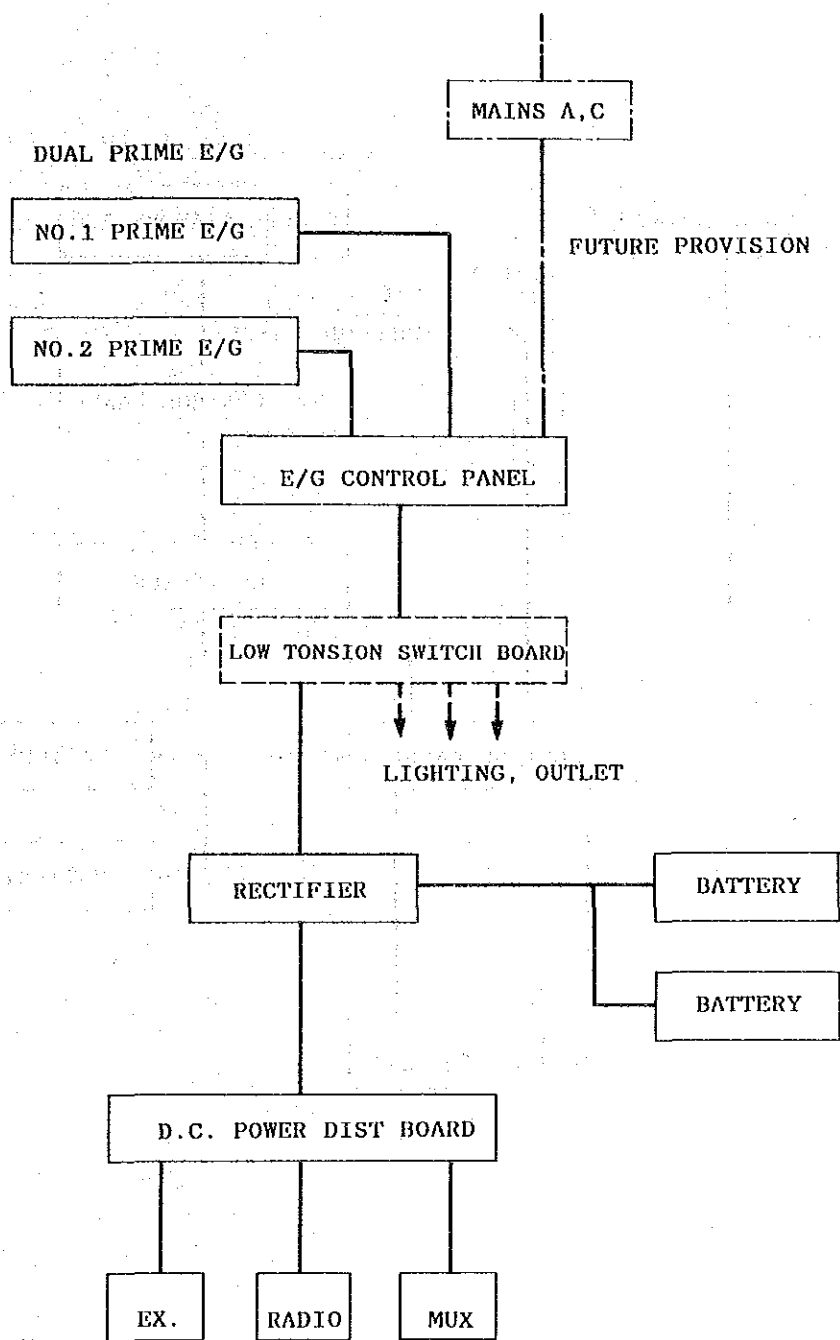 MAINS A,C
DUAL PRIME E/G
NO.1 PRIME E/G
FUTURE PROVISION
NO.2 PRIME E/G
E/G CONTROL PANEL
LOW TONSION SWITCH BOARD
LIGHTING, OUTLET
RECTIFIER
BATTERY
BATTERY
D.C. POWER DIST BOARD
EX.
RADIO
MUX